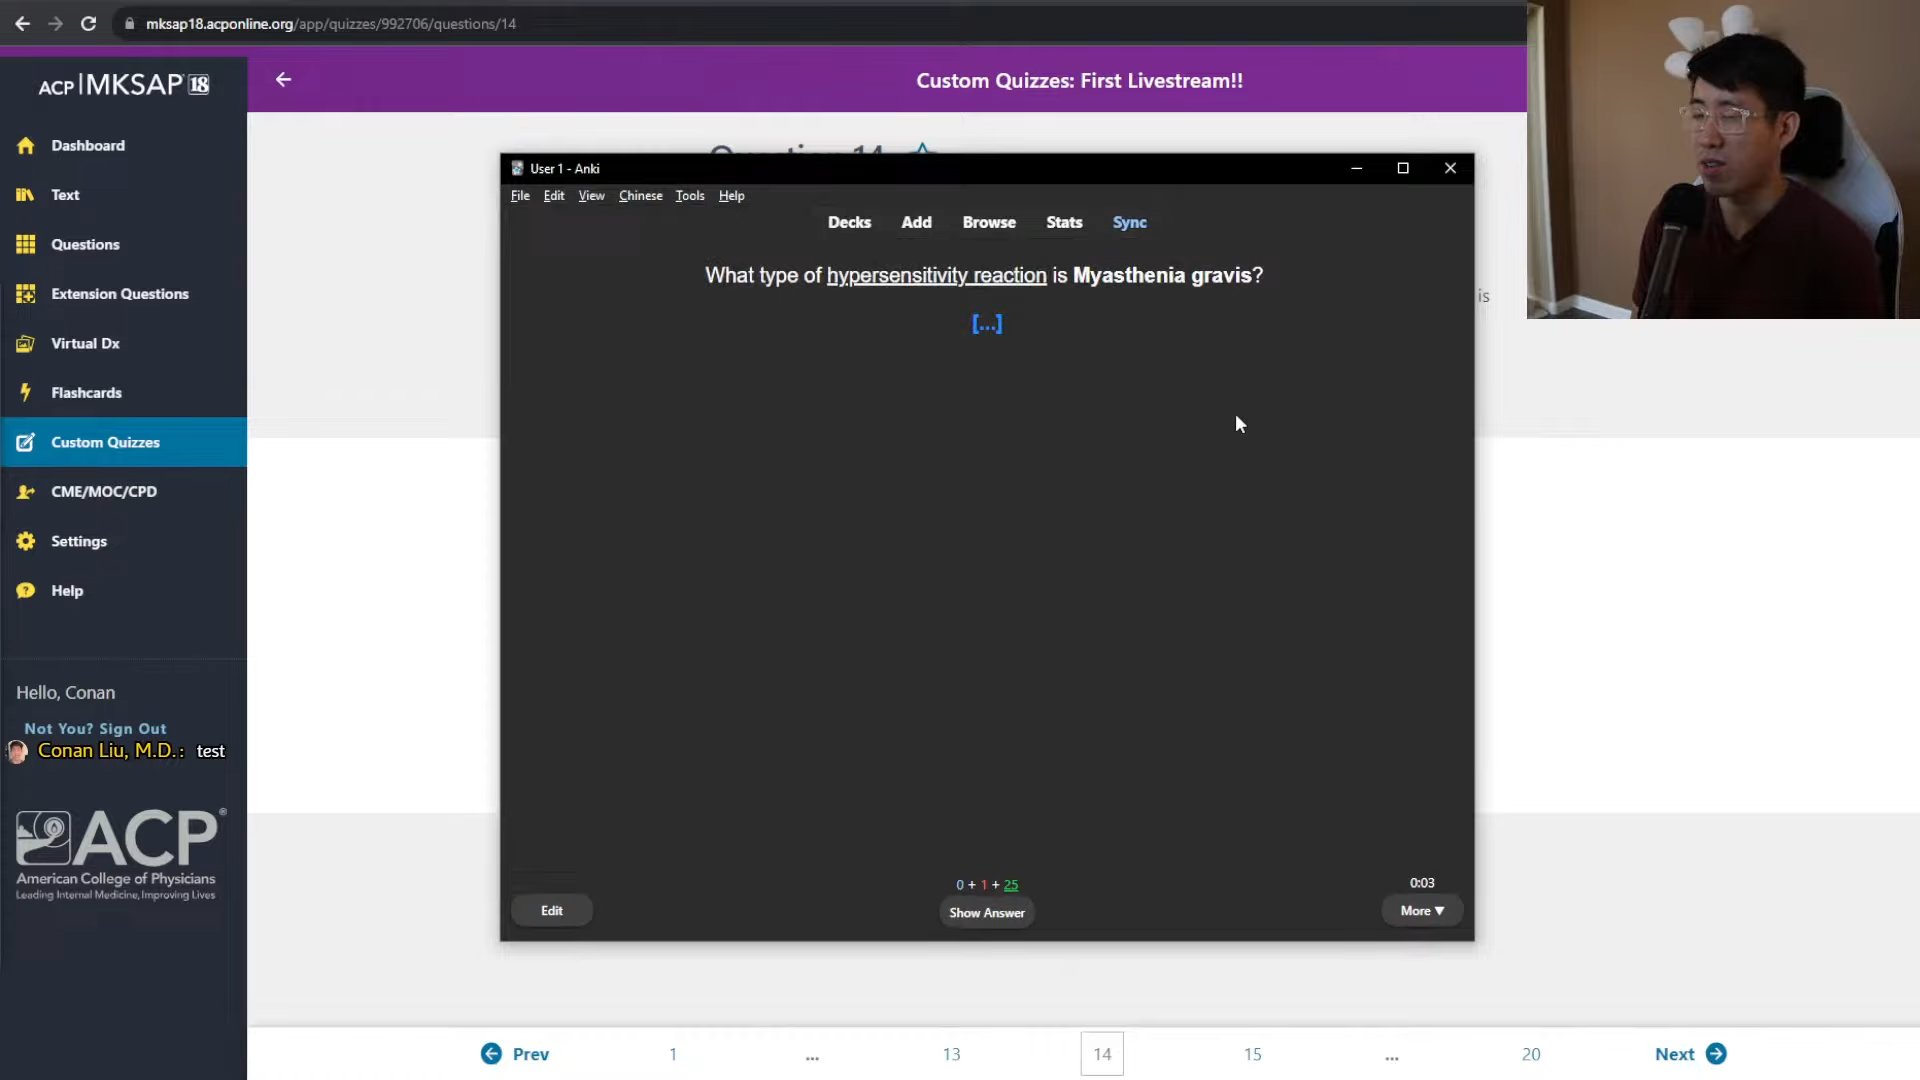 mksap18.acponline.org/app/quizzes/992706/questions/14
ACP MKSAP 18
Custom Quizzes: First Livestream!!
Dashboard
Text
Questions
Extension Questions
Virtual Dx
Flashcards
Custom Quizzes
CME/MOC/CPD
Settings
Help
Hello, Conan
Not You? Sign Out
Conan Liu, M.D.: test
ACP®
American College of Physicians
Leading Internal Medicine, Improving Lives
Question 14
User 1 - Anki
File Edit View Chinese Tools Help
Decks Add Browse Stats Sync
What type of hypersensitivity reaction is Myasthenia gravis?
[...]
is
0 + 1 + 25
0:03
Edit
Show Answer
More ▼
Prev 1 ... 13 14 15 ... 20 Next